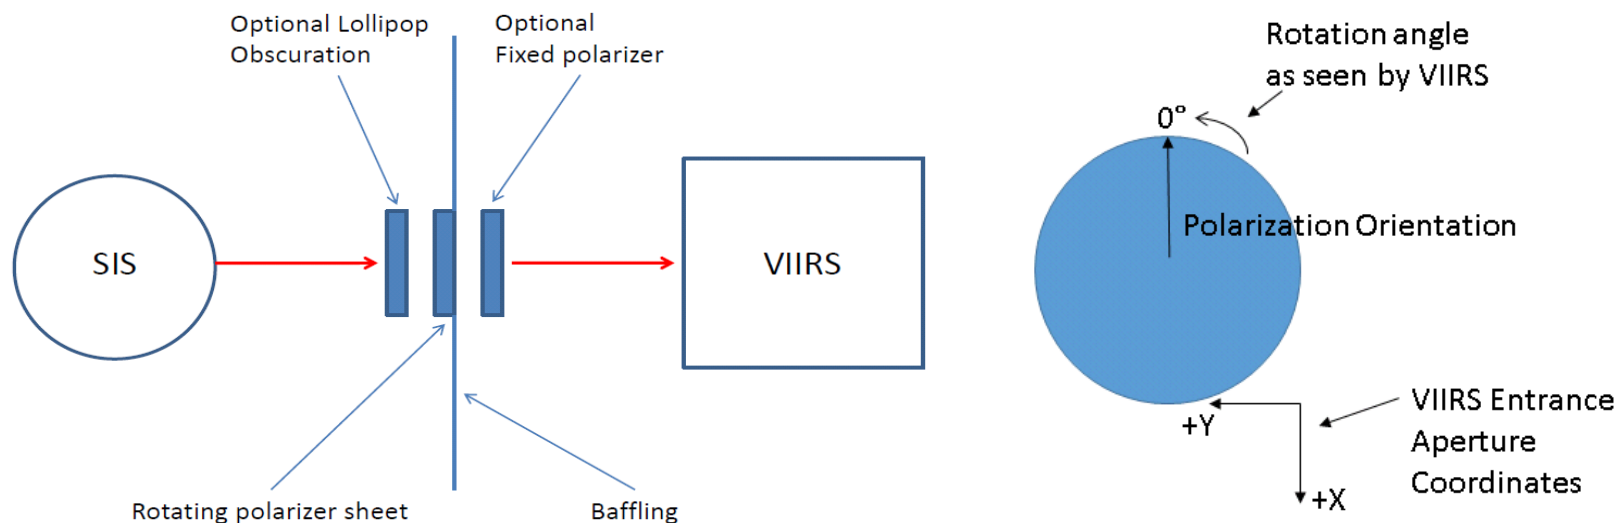 Optional Lollipop
Obscuration
Optional
Fixed polarizer
SIS
VIIRS
Rotating polarizer sheet
Baffling
Rotation angle
as seen by VIIRS
0°
Polarization Orientation
+Y
+X
VIIRS Entrance
Aperture
Coordinates